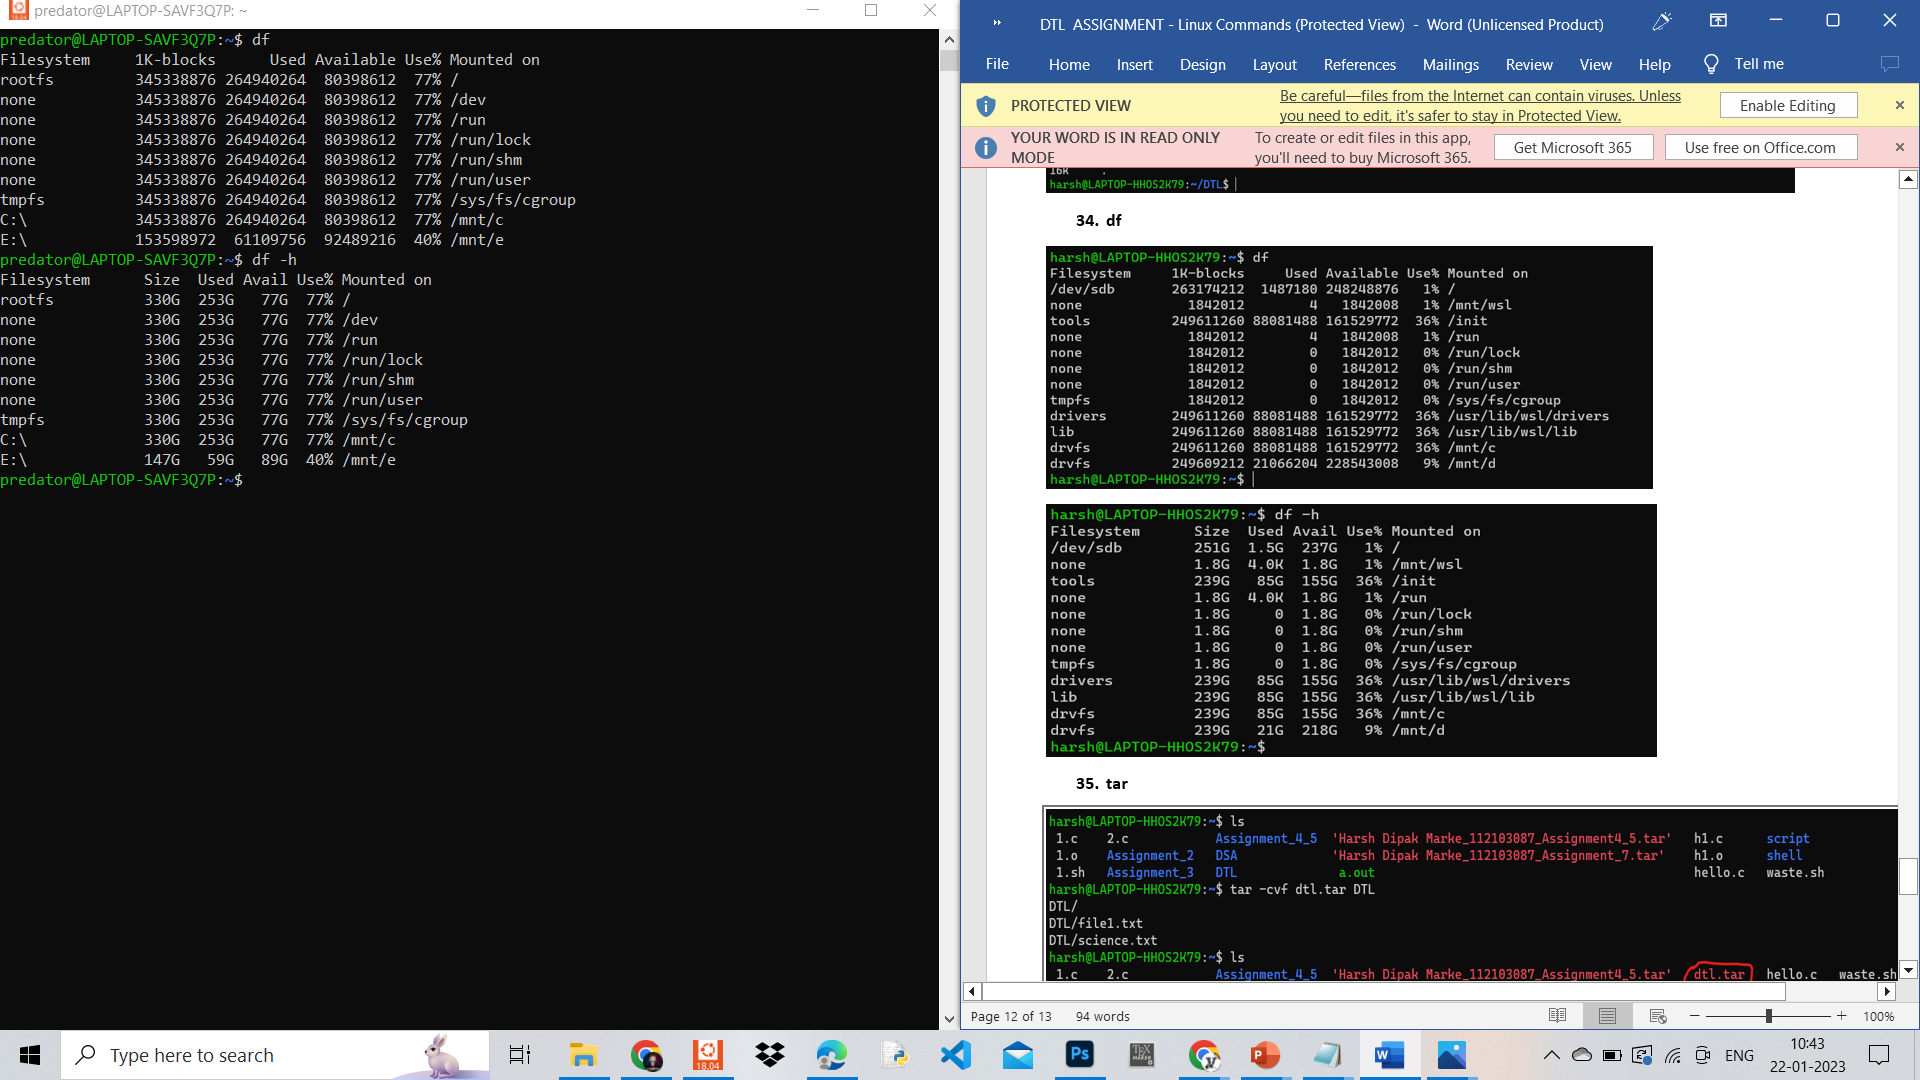 predator@LAPTOP-SAVF3Q7P: ~
predator@LAPTOP-SAVF3Q7P:~$ df
Filesystem     1K-blocks      Used Available Use% Mounted on
rootfs         345338876 264940264  80398612  77% /
none           345338876 264940264  80398612  77% /dev
none           345338876 264940264  80398612  77% /run
none           345338876 264940264  80398612  77% /run/lock
none           345338876 264940264  80398612  77% /run/shm
none           345338876 264940264  80398612  77% /run/user
tmpfs          345338876 264940264  80398612  77% /sys/fs/cgroup
C:\            345338876 264940264  80398612  77% /mnt/c
E:\            153598972  61109756  92489216  40% /mnt/e
predator@LAPTOP-SAVF3Q7P:~$ df -h
Filesystem      Size  Used Avail Use% Mounted on
rootfs          330G  253G   77G  77% /
none            330G  253G   77G  77% /dev
none            330G  253G   77G  77% /run
none            330G  253G   77G  77% /run/lock
none            330G  253G   77G  77% /run/shm
none            330G  253G   77G  77% /run/user
tmpfs           330G  253G   77G  77% /sys/fs/cgroup
C:\             330G  253G   77G  77% /mnt/c
E:\             147G   59G   89G  40% /mnt/e
predator@LAPTOP-SAVF3Q7P:~$
DTL ASSIGNMENT - Linux Commands (Protected View) - Word (Unlicensed Product)
File Home Insert Design Layout References Mailings Review View Help Tell me
PROTECTED VIEW
Be careful—files from the Internet can contain viruses. Unless
you need to edit, it's safer to stay in Protected View.
Enable Editing
YOUR WORD IS IN READ ONLY
MODE
To create or edit files in this app,
you'll need to buy Microsoft 365.
Get Microsoft 365
Use free on Office.com
16K .
harsh@LAPTOP-HHOS2K79:~/DTL$
34. df
harsh@LAPTOP-HHOS2K79:~$ df
Filesystem     1K-blocks     Used Available Use% Mounted on
/dev/sdb       263174212  1487180 248248876   1% /
none             1842012        4   1842008   1% /mnt/wsl
tools          249611260 88081488 161529772  36% /init
none             1842012        4   1842008   1% /run
none             1842012        0   1842012   0% /run/lock
none             1842012        0   1842012   0% /run/shm
none             1842012        0   1842012   0% /run/user
tmpfs            1842012        0   1842012   0% /sys/fs/cgroup
drivers        249611260 88081488 161529772  36% /usr/lib/wsl/drivers
lib            249611260 88081488 161529772  36% /usr/lib/wsl/lib
drvfs          249611260 88081488 161529772  36% /mnt/c
drvfs          249609212 21066204 228543008   9% /mnt/d
harsh@LAPTOP-HHOS2K79:~$
harsh@LAPTOP-HHOS2K79:~$ df -h
Filesystem      Size  Used Avail Use% Mounted on
/dev/sdb        251G  1.5G  237G   1% /
none            1.8G  4.0K  1.8G   1% /mnt/wsl
tools           239G   85G  155G  36% /init
none            1.8G  4.0K  1.8G   1% /run
none            1.8G     0  1.8G   0% /run/lock
none            1.8G     0  1.8G   0% /run/shm
none            1.8G     0  1.8G   0% /run/user
tmpfs           1.8G     0  1.8G   0% /sys/fs/cgroup
drivers         239G   85G  155G  36% /usr/lib/wsl/drivers
lib             239G   85G  155G  36% /usr/lib/wsl/lib
drvfs           239G   85G  155G  36% /mnt/c
drvfs           239G   21G  218G   9% /mnt/d
harsh@LAPTOP-HHOS2K79:~$
35. tar
harsh@LAPTOP-HHOS2K79:~$ ls
1.c 2.c Assignment_4_5 'Harsh Dipak Marke_112103087_Assignment4_5.tar' h1.c script
1.o Assignment_2 DSA 'Harsh Dipak Marke_112103087_Assignment_7.tar' h1.o shell
1.sh Assignment_3 DTL a.out hello.c waste.sh
harsh@LAPTOP-HHOS2K79:~$ tar -cvf dtl.tar DTL
DTL/
DTL/file1.txt
DTL/science.txt
harsh@LAPTOP-HHOS2K79:~$ ls
1.c 2.c Assignment_4_5 'Harsh Dipak Marke_112103087_Assignment4_5.tar' dtl.tar hello.c waste.sh
Page 12 of 13 94 words 100%
Type here to search
18.04
Ps
TEX
MAKER
ENG
10:43
22-01-2023